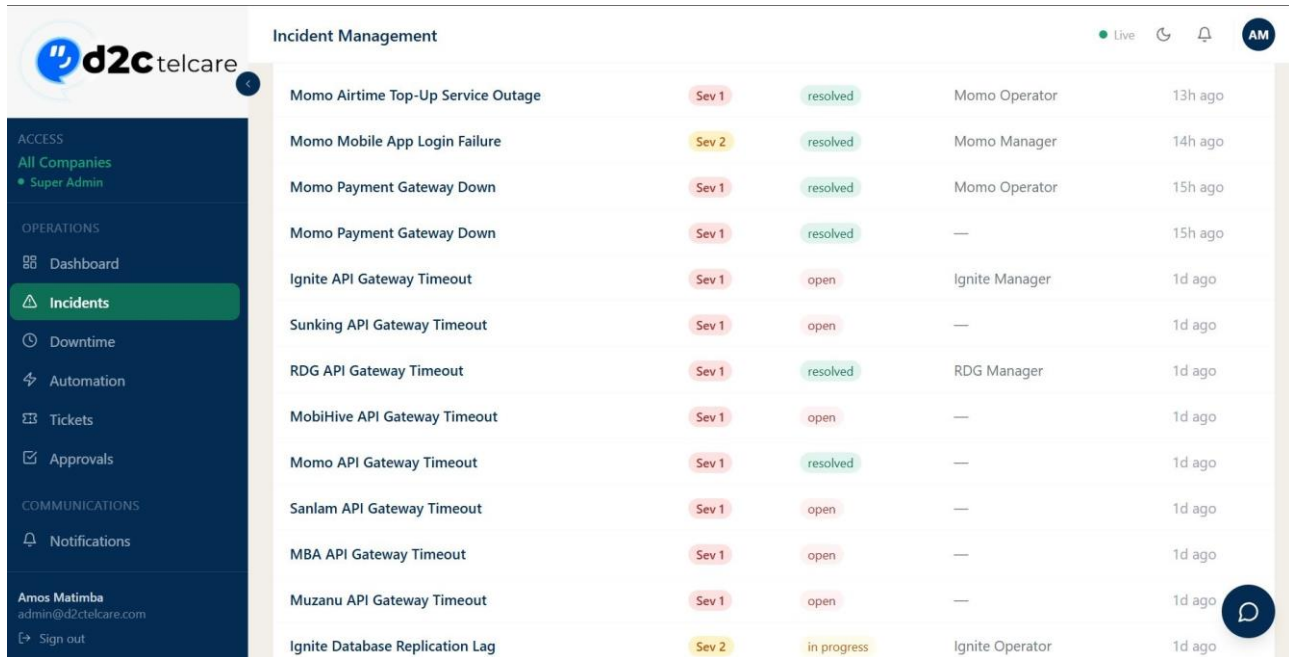 d2c telcare
Incident Management
Live
AM
ACCESS
All Companies
Super Admin
OPERATIONS
Dashboard
Incidents
Downtime
Automation
Tickets
Approvals
COMMUNICATIONS
Notifications
Amos Matimba
admin@d2ctelcare.com
Sign out
Momo Airtime Top-Up Service Outage Sev 1 resolved Momo Operator 13h ago
Momo Mobile App Login Failure Sev 2 resolved Momo Manager 14h ago
Momo Payment Gateway Down Sev 1 resolved Momo Operator 15h ago
Momo Payment Gateway Down Sev 1 resolved — 15h ago
Ignite API Gateway Timeout Sev 1 open Ignite Manager 1d ago
Sunking API Gateway Timeout Sev 1 open — 1d ago
RDG API Gateway Timeout Sev 1 resolved RDG Manager 1d ago
MobiHive API Gateway Timeout Sev 1 open — 1d ago
Momo API Gateway Timeout Sev 1 resolved — 1d ago
Sanlam API Gateway Timeout Sev 1 open — 1d ago
MBA API Gateway Timeout Sev 1 open — 1d ago
Muzanu API Gateway Timeout Sev 1 open — 1d ago
Ignite Database Replication Lag Sev 2 in progress Ignite Operator 1d ago